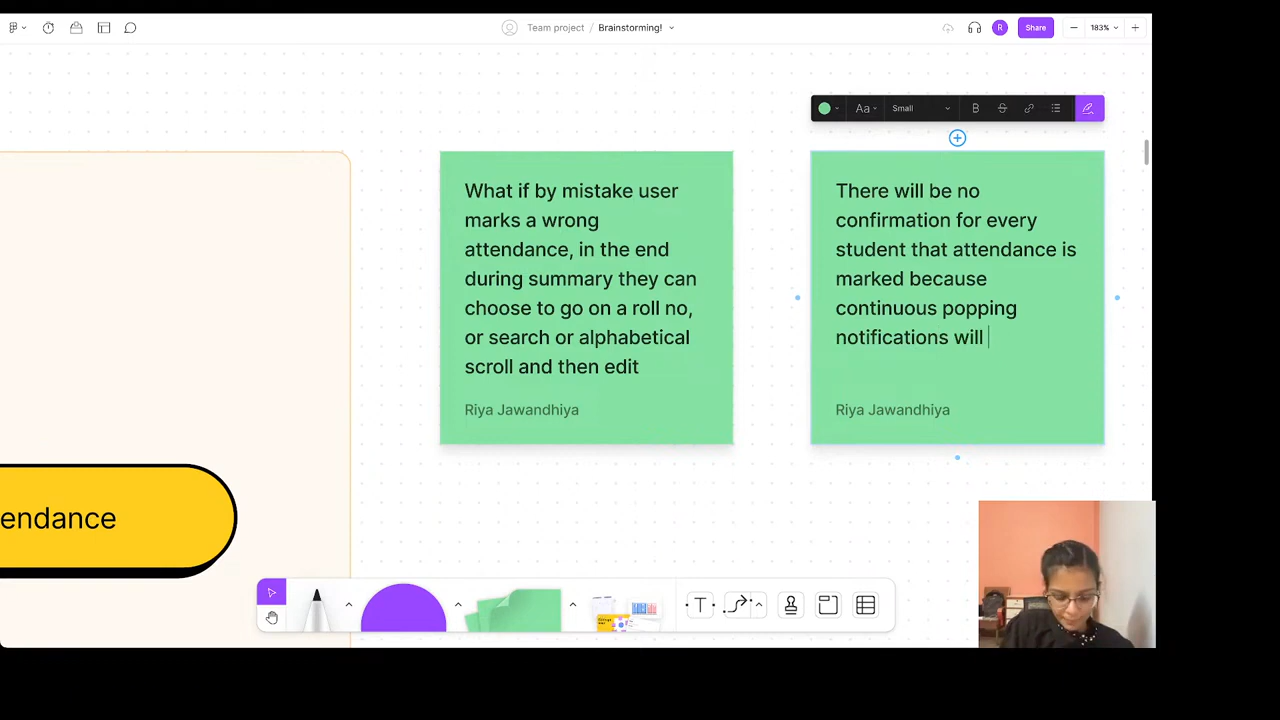 Team project / Brainstorming!
R
Share
183%
Aa
Small
B
S
What if by mistake user
marks a wrong
attendance, in the end
during summary they can
choose to go on a roll no,
or search or alphabetical
scroll and then edit
Riya Jawandhiya
There will be no
confirmation for every
student that attendance is
marked because
continuous popping
notifications will
Riya Jawandhiya
endance
T